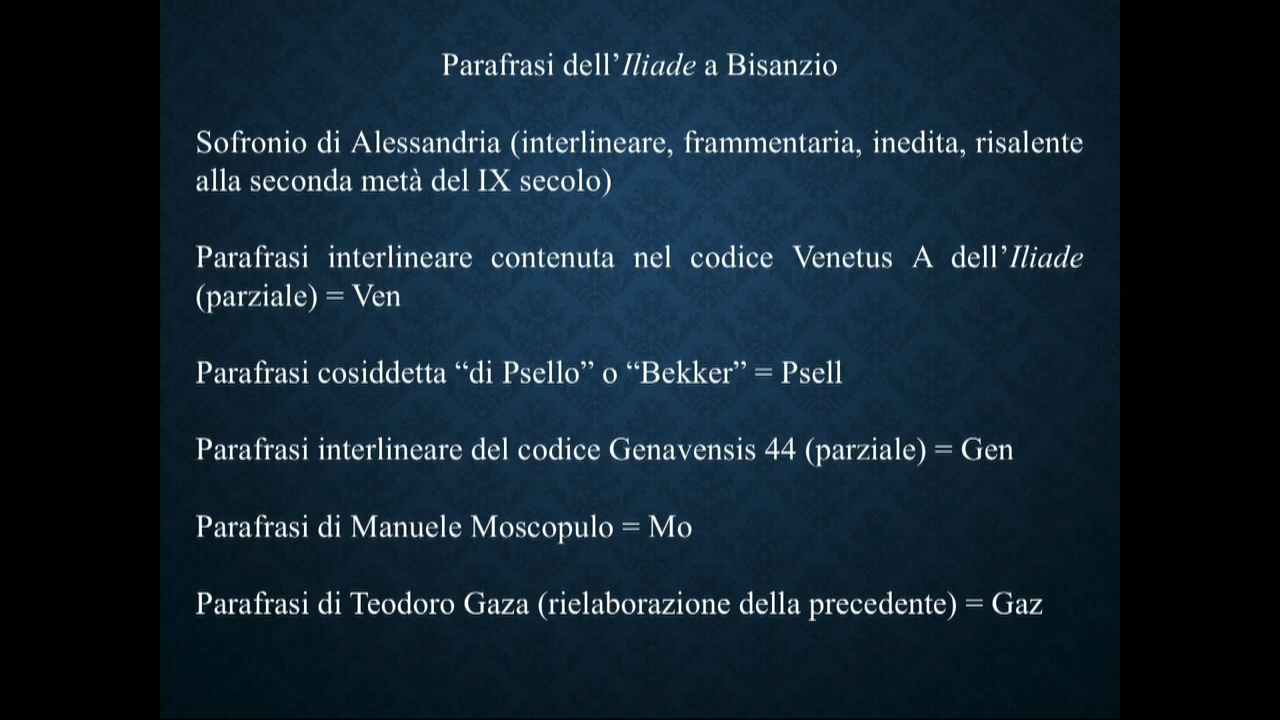 Parafrasi dell’Iliade a Bisanzio
Sofronio di Alessandria (interlineare, frammentaria, inedita, risalente
alla seconda metà del IX secolo)
Parafrasi interlineare contenuta nel codice Venetus A dell’Iliade
(parziale) = Ven
Parafrasi cosiddetta “di Psello” o “Bekker” = Psell
Parafrasi interlineare del codice Genavensis 44 (parziale) = Gen
Parafrasi di Manuele Moscopulo = Mo
Parafrasi di Teodoro Gaza (rielaborazione della precedente) = Gaz